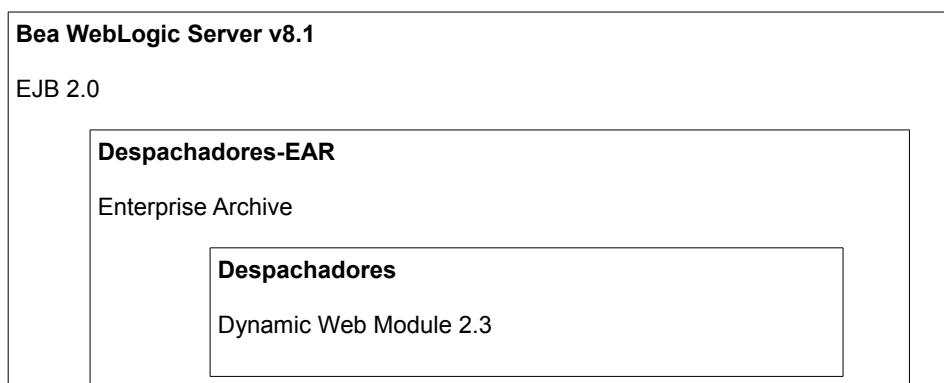 Bea WebLogic Server v8.1
EJB 2.0
Despachadores-EAR
Enterprise Archive
Despachadores
Dynamic Web Module 2.3